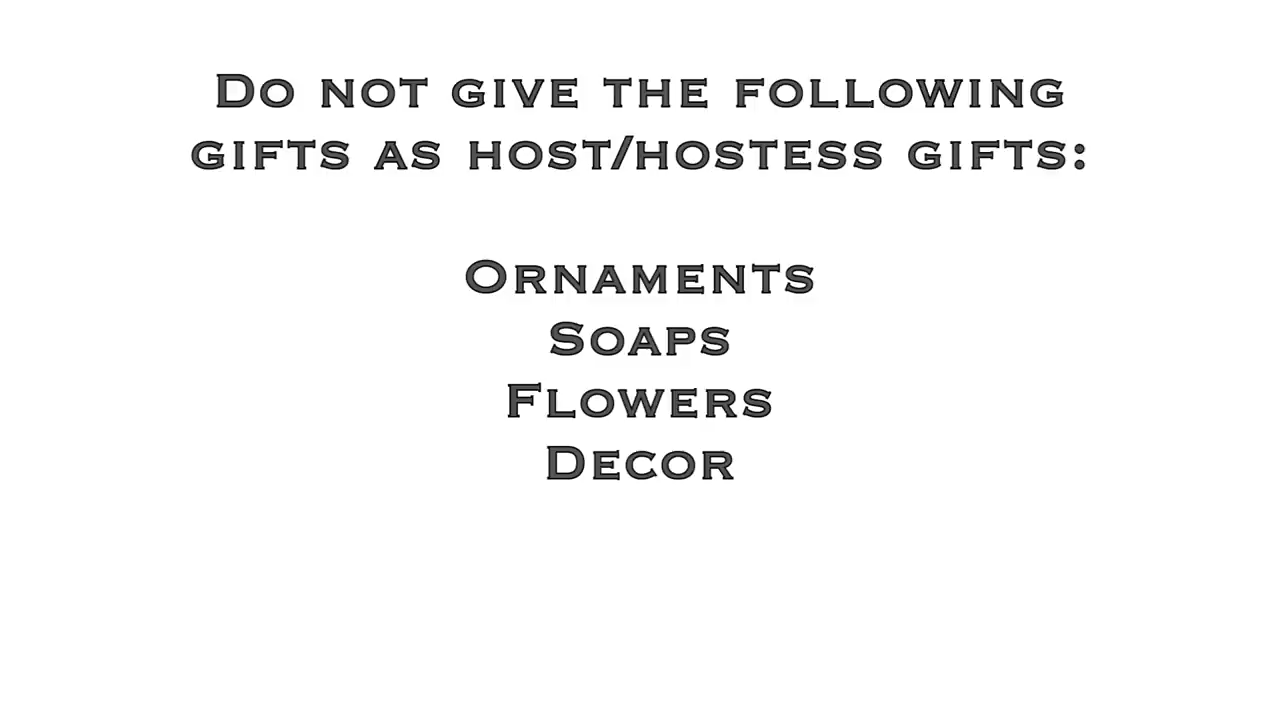 Do not give the following
gifts as host/hostess gifts:
Ornaments
Soaps
Flowers
Decor